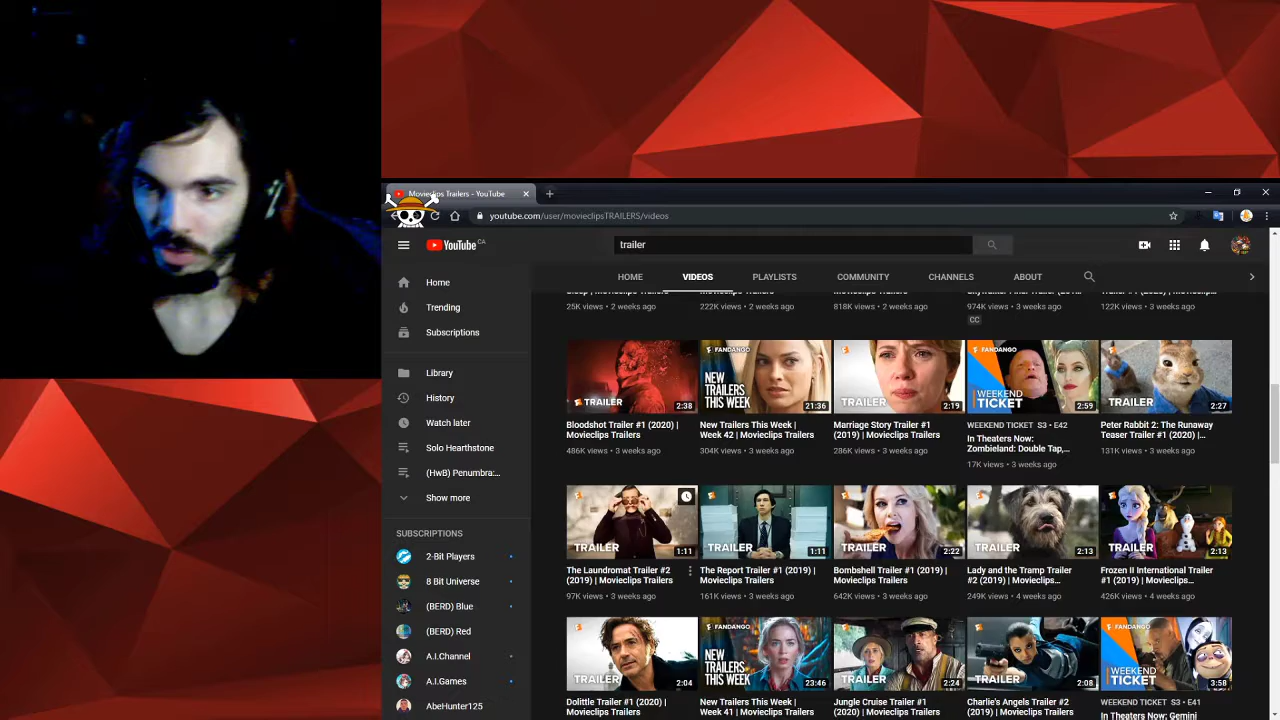 Movieclips Trailers - YouTube
youtube.com/user/movieclipsTRAILERS/videos
YouTube CA
trailer
HOME VIDEOS PLAYLISTS COMMUNITY CHANNELS ABOUT
Home
Trending
Subscriptions
Library
History
Watch later
Solo Hearthstone
(HwB) Penumbra:...
Show more
SUBSCRIPTIONS
2-Bit Players
8 Bit Universe
(BERD) Blue
(BERD) Red
A.I.Channel
A.I.Games
AbeHunter125
25K views • 2 weeks ago
222K views • 2 weeks ago
818K views • 2 weeks ago
974K views • 3 weeks ago
CC
122K views • 3 weeks ago
TRAILER
2:38
Bloodshot Trailer #1 (2020) |
Movieclips Trailers
486K views • 3 weeks ago
FANDANGO
NEW
TRAILERS
THIS WEEK
21:36
New Trailers This Week |
Week 42 | Movieclips Trailers
304K views • 3 weeks ago
TRAILER
2:19
Marriage Story Trailer #1
(2019) | Movieclips Trailers
286K views • 3 weeks ago
FANDANGO
WEEKEND
TICKET
2:59
WEEKEND TICKET S3 • E42
In Theaters Now:
Zombieland: Double Tap,...
17K views • 3 weeks ago
TRAILER
2:27
Peter Rabbit 2: The Runaway
Teaser Trailer #1 (2020) |...
131K views • 3 weeks ago
TRAILER
1:11
The Laundromat Trailer #2
(2019) | Movieclips Trailers
97K views • 3 weeks ago
TRAILER
1:11
The Report Trailer #1 (2019) |
Movieclips Trailers
161K views • 3 weeks ago
TRAILER
2:22
Bombshell Trailer #1 (2019) |
Movieclips Trailers
642K views • 3 weeks ago
TRAILER
2:13
Lady and the Tramp Trailer
#2 (2019) | Movieclips...
249K views • 4 weeks ago
TRAILER
2:13
Frozen II International Trailer
#1 (2019) | Movieclips...
426K views • 4 weeks ago
TRAILER
2:04
Dolittle Trailer #1 (2020) |
Movieclips Trailers
FANDANGO
NEW
TRAILERS
THIS WEEK
23:46
New Trailers This Week |
Week 41 | Movieclips Trailers
TRAILER
2:24
Jungle Cruise Trailer #1
(2020) | Movieclips Trailers
TRAILER
2:08
Charlie's Angels Trailer #2
(2019) | Movieclips Trailers
FANDANGO
WEEKEND
TICKET
3:58
WEEKEND TICKET S3 • E41
In Theaters Now: Gemini